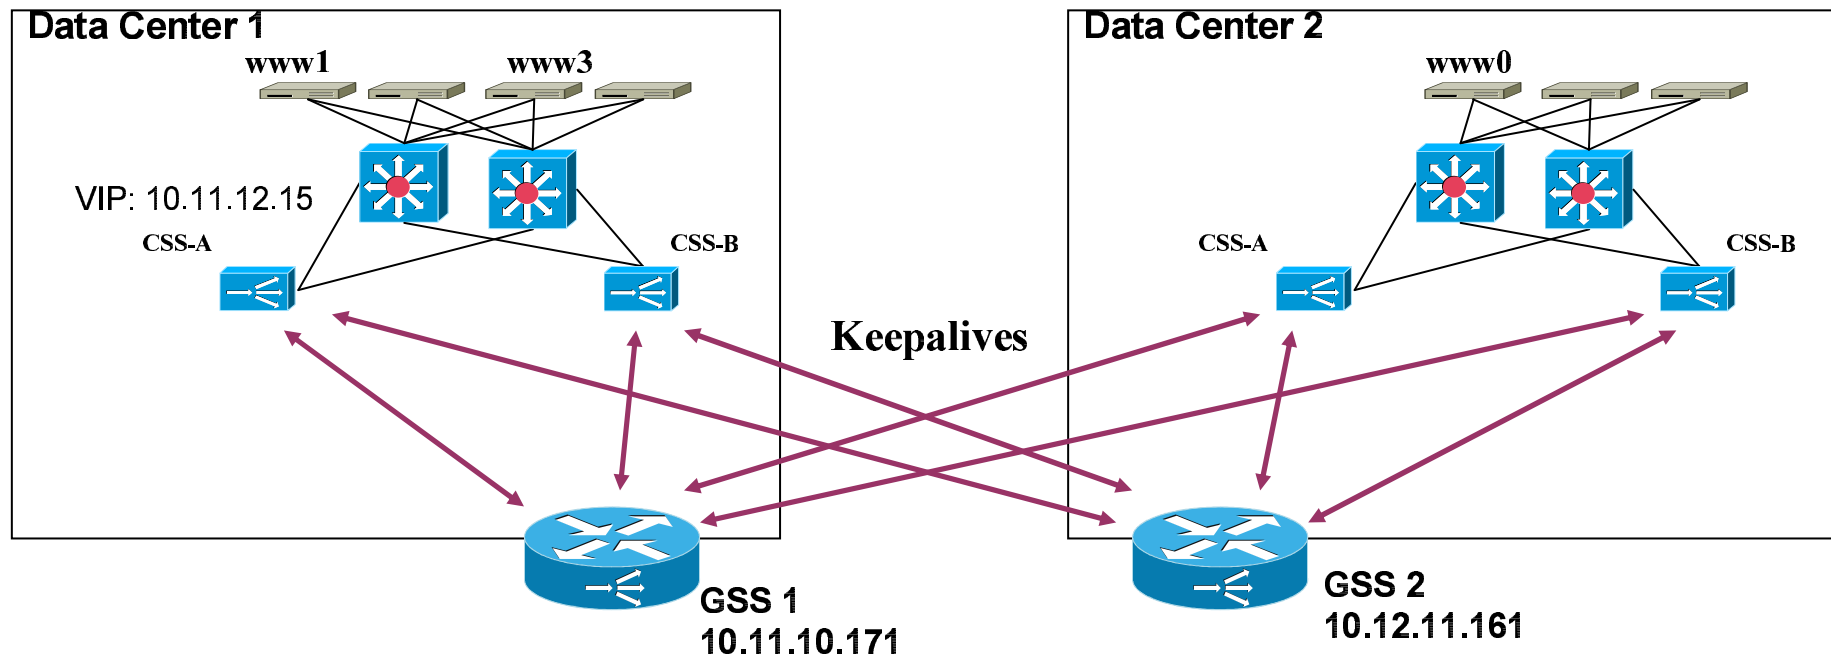 Data Center 1
www1
www3
VIP: 10.11.12.15
CSS-A
CSS-B
Keepalives
Data Center 2
www0
CSS-A
CSS-B
GSS 1
10.11.10.171
GSS 2
10.12.11.161